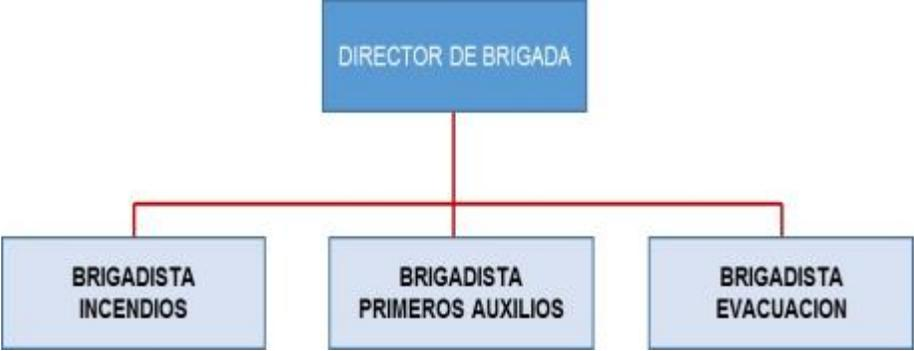 DIRECTOR DE BRIGADA
BRIGADISTA
INCENDIOS
BRIGADISTA
PRIMEROS AUXILIOS
BRIGADISTA
EVACUACION